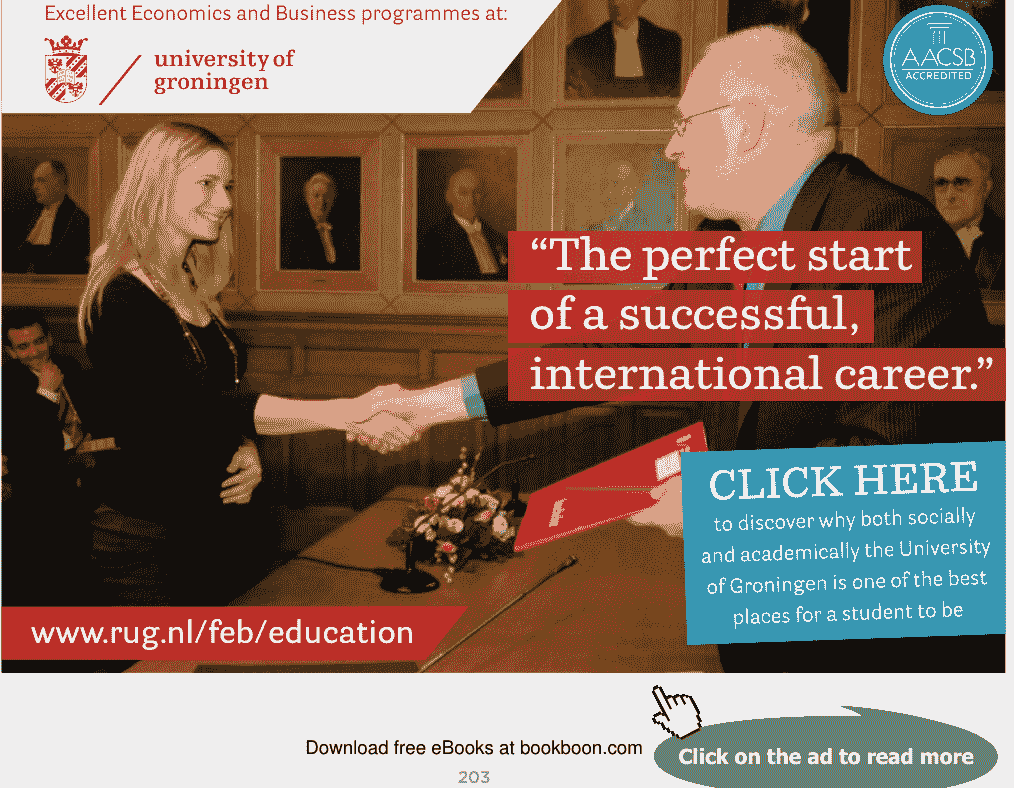 Excellent Economics and Business programmes at:
university of
groningen
AACSB
ACCREDITED
“The perfect start
of a successful,
international career.”
CLICK HERE
to discover why both socially
and academically the University
of Groningen is one of the best
places for a student to be
www.rug.nl/feb/education
Download free eBooks at bookboon.com
Click on the ad to read more
203